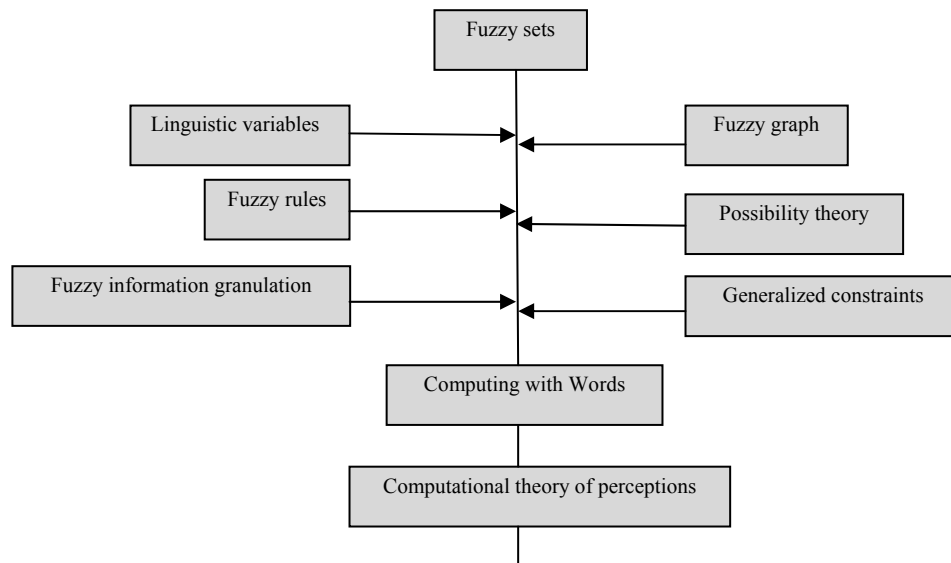 Fuzzy sets
Linguistic variables
Fuzzy graph
Fuzzy rules
Possibility theory
Fuzzy information granulation
Generalized constraints
Computing with Words
Computational theory of perceptions